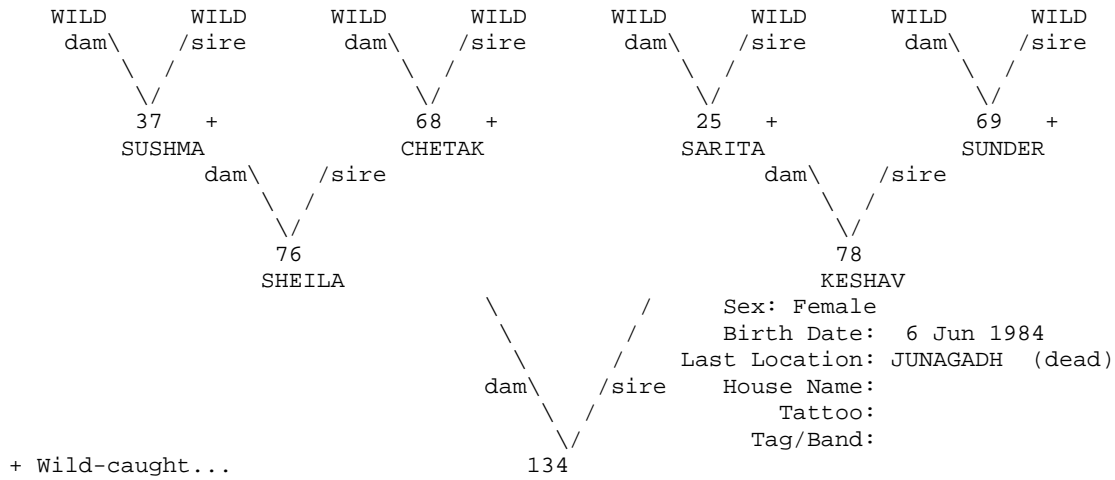 WILD WILD WILD WILD WILD WILD WILD WILD
dam\ /sire dam\ /sire dam\ /sire dam\ /sire
\ / \ / \ / \ /
\/ \/ \/ \/
37 + 68 + 25 + 69 +
SUSHMA CHETAK SARITA SUNDER
dam\ /sire dam\ /sire
\ / \ /
\/ \/
76 78
SHEILA KESHAV
\ / Sex: Female
\ / Birth Date: 6 Jun 1984
\ / Last Location: JUNAGADH (dead)
dam\ /sire House Name:
\ / Tattoo:
\/ Tag/Band:
+ Wild-caught... 134